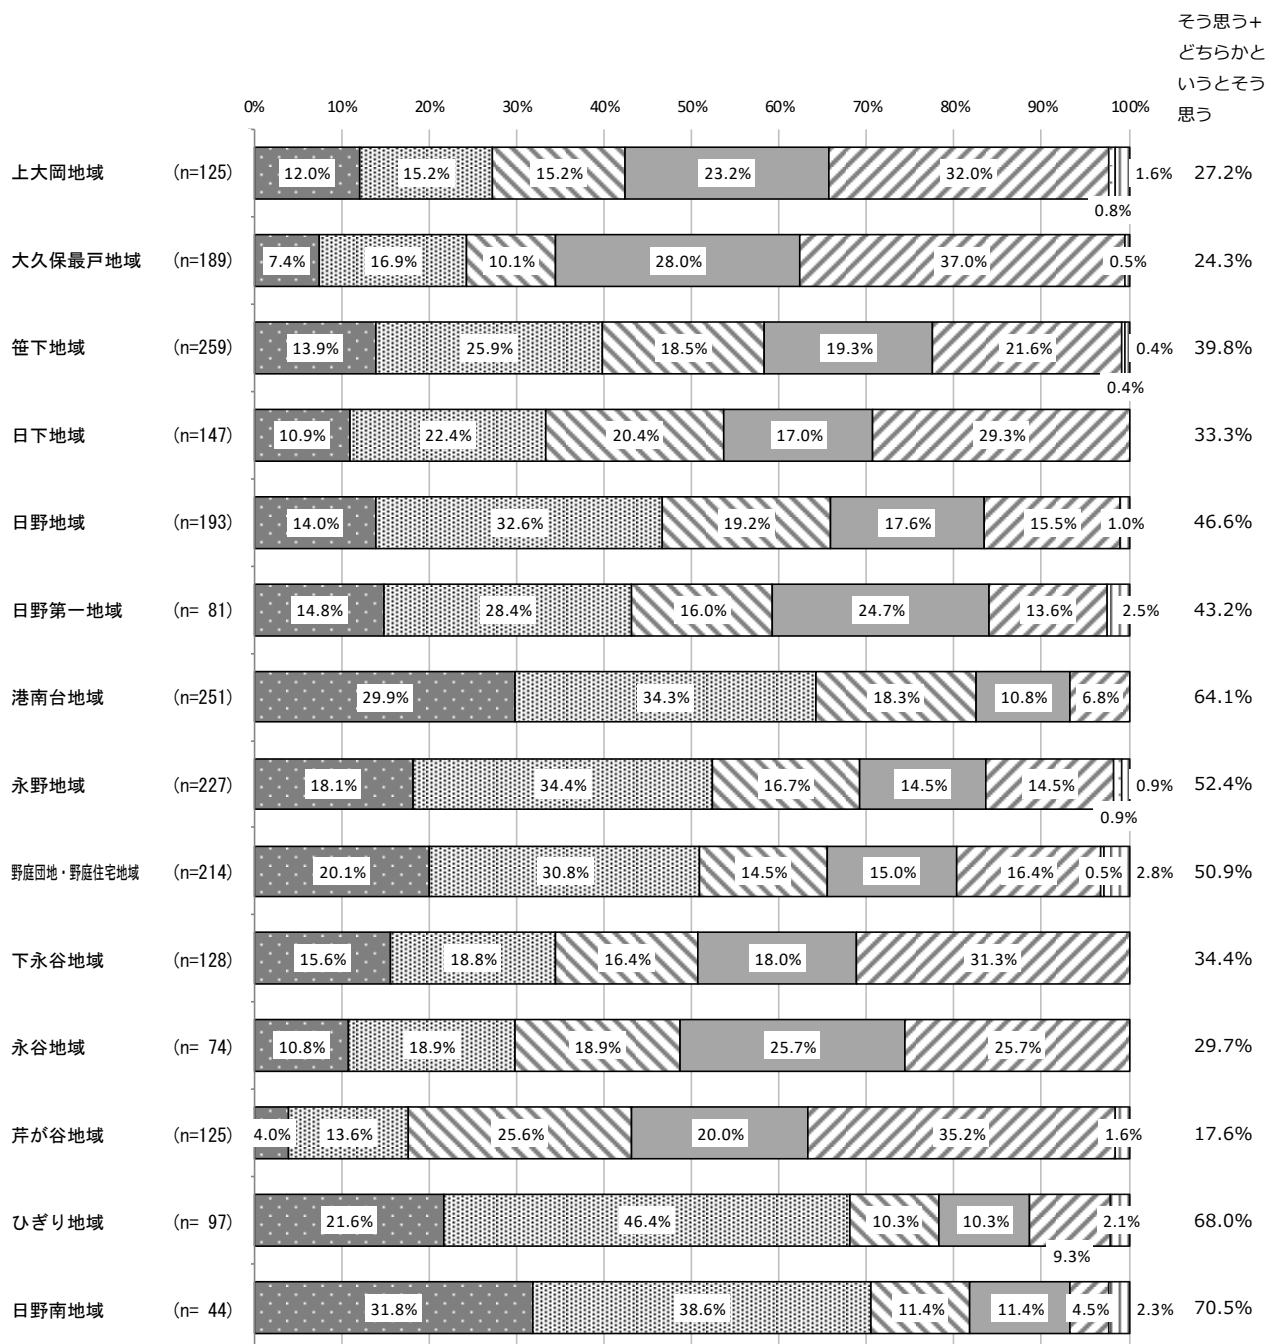 そう思う+
どちらかと
いうとそう
思う
0% 10% 20% 30% 40% 50% 60% 70% 80% 90% 100%
上大岡地域 (n=125) 12.0% 15.2% 15.2% 23.2% 32.0% 1.6% 27.2%
0.8%
大久保最戸地域 (n=189) 7.4% 16.9% 10.1% 28.0% 37.0% 0.5% 24.3%
笹下地域 (n=259) 13.9% 25.9% 18.5% 19.3% 21.6% 0.4% 39.8%
0.4%
日下地域 (n=147) 10.9% 22.4% 20.4% 17.0% 29.3% 33.3%
日野地域 (n=193) 14.0% 32.6% 19.2% 17.6% 15.5% 1.0% 46.6%
日野第一地域 (n= 81) 14.8% 28.4% 16.0% 24.7% 13.6% 2.5% 43.2%
港南台地域 (n=251) 29.9% 34.3% 18.3% 10.8% 6.8% 64.1%
永野地域 (n=227) 18.1% 34.4% 16.7% 14.5% 14.5% 0.9% 52.4%
0.9%
野庭団地・野庭住宅地域 (n=214) 20.1% 30.8% 14.5% 15.0% 16.4% 0.5% 2.8% 50.9%
下永谷地域 (n=128) 15.6% 18.8% 16.4% 18.0% 31.3% 34.4%
永谷地域 (n= 74) 10.8% 18.9% 18.9% 25.7% 25.7% 29.7%
芹が谷地域 (n=125) 4.0% 13.6% 25.6% 20.0% 35.2% 1.6% 17.6%
ひぎり地域 (n= 97) 21.6% 46.4% 10.3% 10.3% 2.1% 68.0%
9.3%
日野南地域 (n= 44) 31.8% 38.6% 11.4% 11.4% 4.5% 2.3% 70.5%